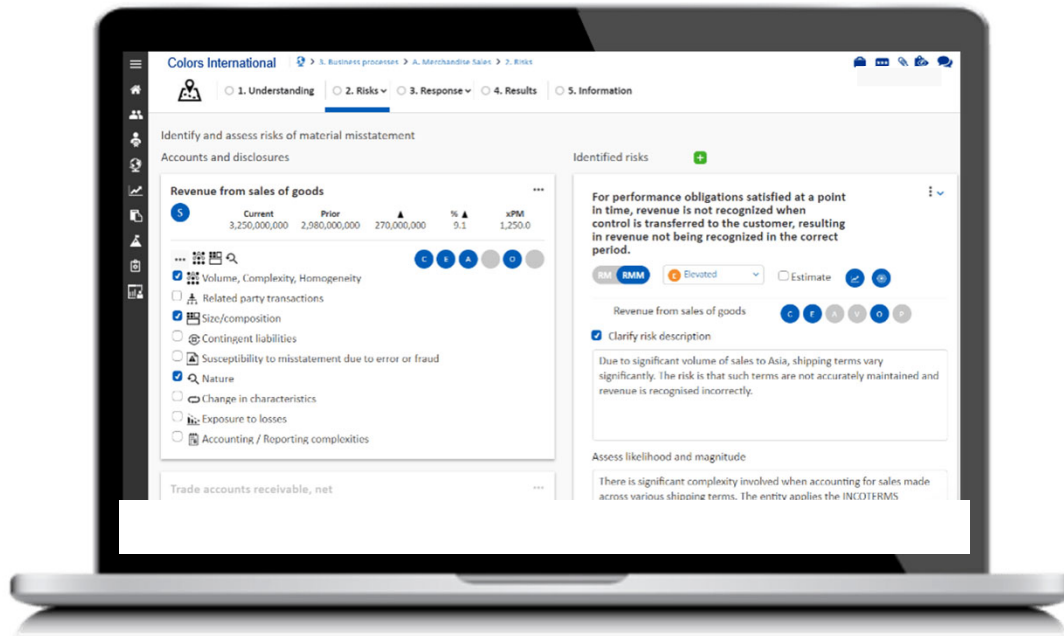 Colors International > 3. Business processes > A. Merchandise Sales > 2. Risks
1. Understanding 2. Risks 3. Response 4. Results 5. Information
Identify and assess risks of material misstatement
Accounts and disclosures
Revenue from sales of goods
S
Current Prior ▲ % ▲ xPM
3,250,000,000 2,980,000,000 270,000,000 9.1 1,250.0
C E A O
Volume, Complexity, Homogeneity
Related party transactions
Size/composition
Contingent liabilities
Susceptibility to misstatement due to error or fraud
Nature
Change in characteristics
Exposure to losses
Accounting / Reporting complexities
Trade accounts receivable, net
Identified risks
For performance obligations satisfied at a point
in time, revenue is not recognized when
control is transferred to the customer, resulting
in revenue not being recognized in the correct
period.
RM RMM E Elevated Estimate
Revenue from sales of goods C E A V O P
Clarify risk description
Due to significant volume of sales to Asia, shipping terms vary
significantly. The risk is that such terms are not accurately maintained and
revenue is recognised incorrectly.
Assess likelihood and magnitude
There is significant complexity involved when accounting for sales made
across various shipping terms. The entity applies the INCOTERMS